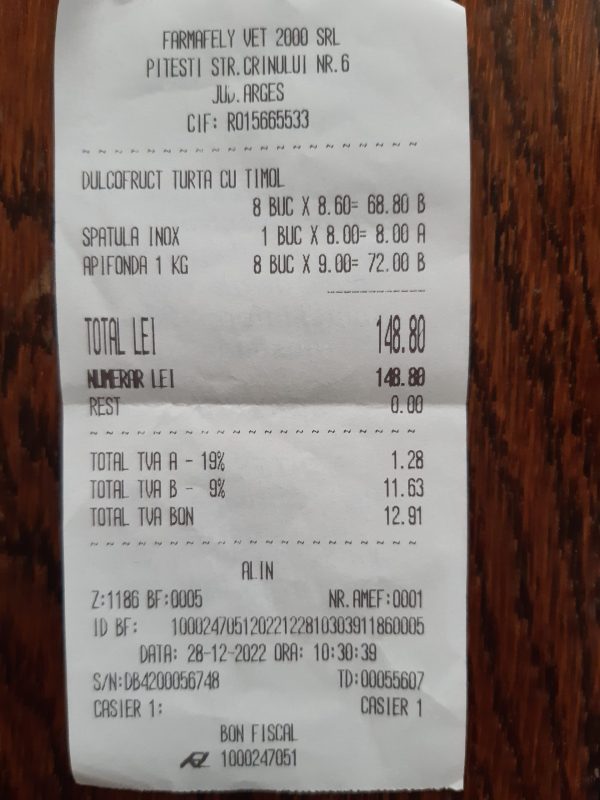 FARMAFELY VET 2000 SRL
PITESTI STR.CRINULUI NR.6
JUD.ARGES
CIF: RO15665533
DULCOFRUCT TURTA CU TIMOL
8 BUC X 8.60= 68.80 B
SPATULA INOX 1 BUC X 8.00= 8.00 A
APIFONDA 1 KG 8 BUC X 9.00= 72.00 B
TOTAL LEI 148.80
NUMERAR LEI 148.80
REST 0.00
TOTAL TVA A - 19% 1.28
TOTAL TVA B - 9% 11.63
TOTAL TVA BON 12.91
ALIN
Z:1186 BF:0005 NR.AMEF:0001
ID BF: 10002470512022122810303911860005
DATA: 28-12-2022 ORA: 10:30:39
S/N:DB4200056748 TD:00055607
CASIER 1: CASIER 1
BON FISCAL
1000247051